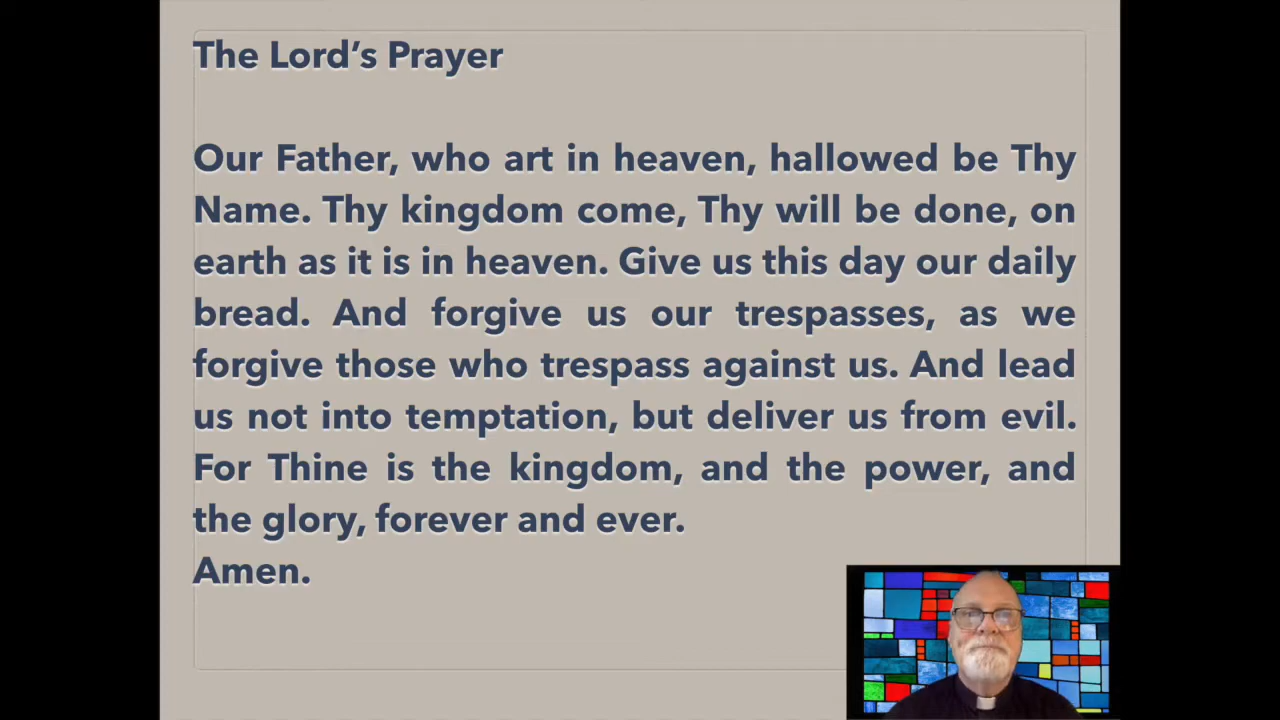 The Lord’s Prayer
Our Father, who art in heaven, hallowed be Thy
Name. Thy kingdom come, Thy will be done, on
earth as it is in heaven. Give us this day our daily
bread. And forgive us our trespasses, as we
forgive those who trespass against us. And lead
us not into temptation, but deliver us from evil.
For Thine is the kingdom, and the power, and
the glory, forever and ever.
Amen.